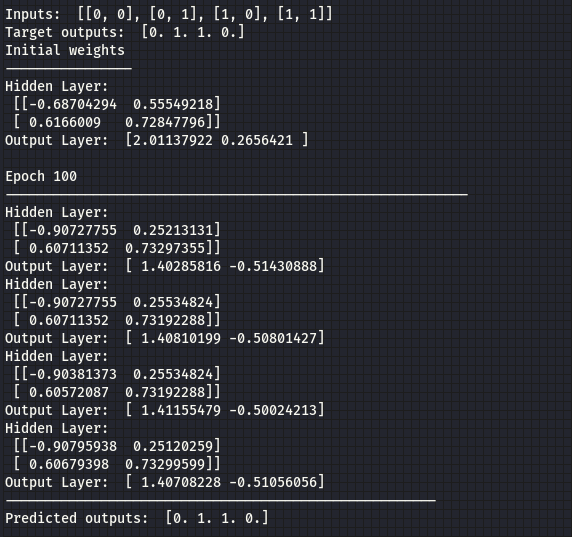 Inputs:  [[0, 0], [0, 1], [1, 0], [1, 1]]
Target outputs:  [0. 1. 1. 0.]
Initial weights
Hidden Layer:
 [[-0.68704294  0.55549218]
 [ 0.6166009   0.72847796]]
Output Layer:  [2.01137922 0.2656421 ]
Epoch 100
Hidden Layer:
 [[-0.90727755  0.25213131]
 [ 0.60711352  0.73297355]]
Output Layer:  [ 1.40285816 -0.51430888]
Hidden Layer:
 [[-0.90727755  0.25534824]
 [ 0.60711352  0.73192288]]
Output Layer:  [ 1.40810199 -0.50801427]
Hidden Layer:
 [[-0.90381373  0.25534824]
 [ 0.60572087  0.73192288]]
Output Layer:  [ 1.41155479 -0.50024213]
Hidden Layer:
 [[-0.90795938  0.25120259]
 [ 0.60679398  0.73299599]]
Output Layer:  [ 1.40708228 -0.51056056]
Predicted outputs:  [0. 1. 1. 0.]